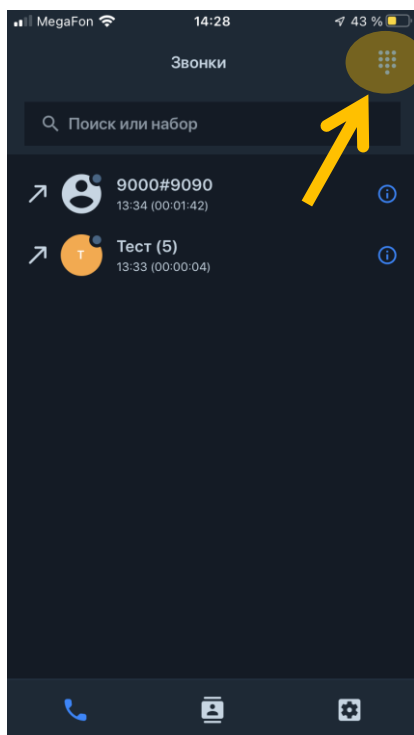 MegaFon 14:28 43 %
Звонки
Поиск или набор
9000#9090
13:34 (00:01:42)
Т
Тест (5)
13:33 (00:00:04)